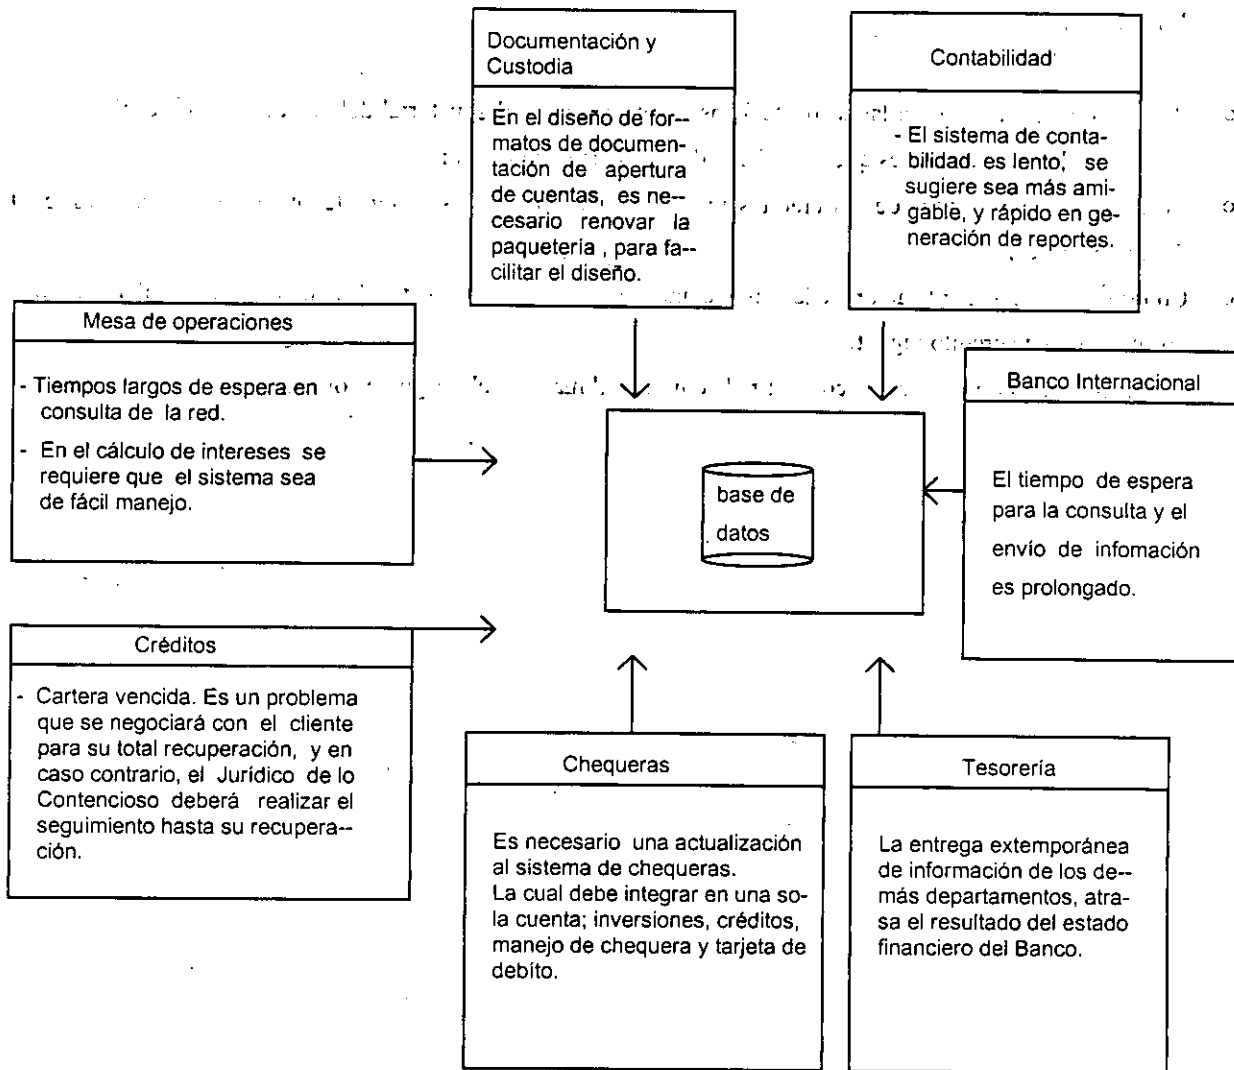 Documentación y
Custodia
- En el diseño de for--
matos de documen-
tación de apertura
de cuentas, es ne--
cesario renovar la
paquetería , para fa--
cilitar el diseño.
Contabilidad
- El sistema de conta-
bilidad. es lento, se
sugiere sea más ami-
gable, y rápido en ge-
neración de reportes.
Mesa de operaciones
- Tiempos largos de espera en
consulta de la red.
- En el cálculo de intereses se
requiere que el sistema sea
de fácil manejo.
Banco Internacional
El tiempo de espera
para la consulta y el
envío de infomación
es prolongado.
base de
datos
Créditos
- Cartera vencida. Es un problema
que se negociará con el cliente
para su total recuperación, y en
caso contrario, el Jurídico de lo
Contencioso deberá realizar el
seguimiento hasta su recupera--
ción.
Chequeras
Es necesario una actualización
al sistema de chequeras.
La cual debe integrar en una so-
la cuenta; inversiones, créditos,
manejo de chequera y tarjeta de
debíto.
Tesorería
La entrega extemporánea
de información de los de--
más departamentos, atra-
sa el resultado del estado
financiero del Banco.